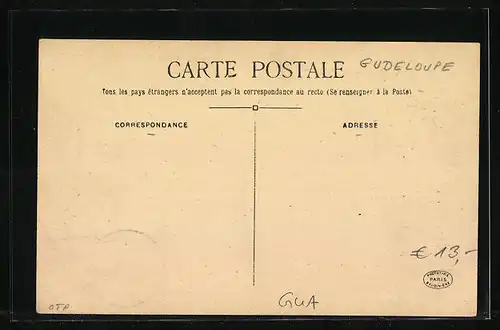 GUDELOUPE
CARTE POSTALE
Tous les pays étrangers n'acceptent pas la correspondance au recto (Se renseigner à la Poste)
CORRESPONDANCE
ADRESSE
€ 13,-
PARIS
GUA